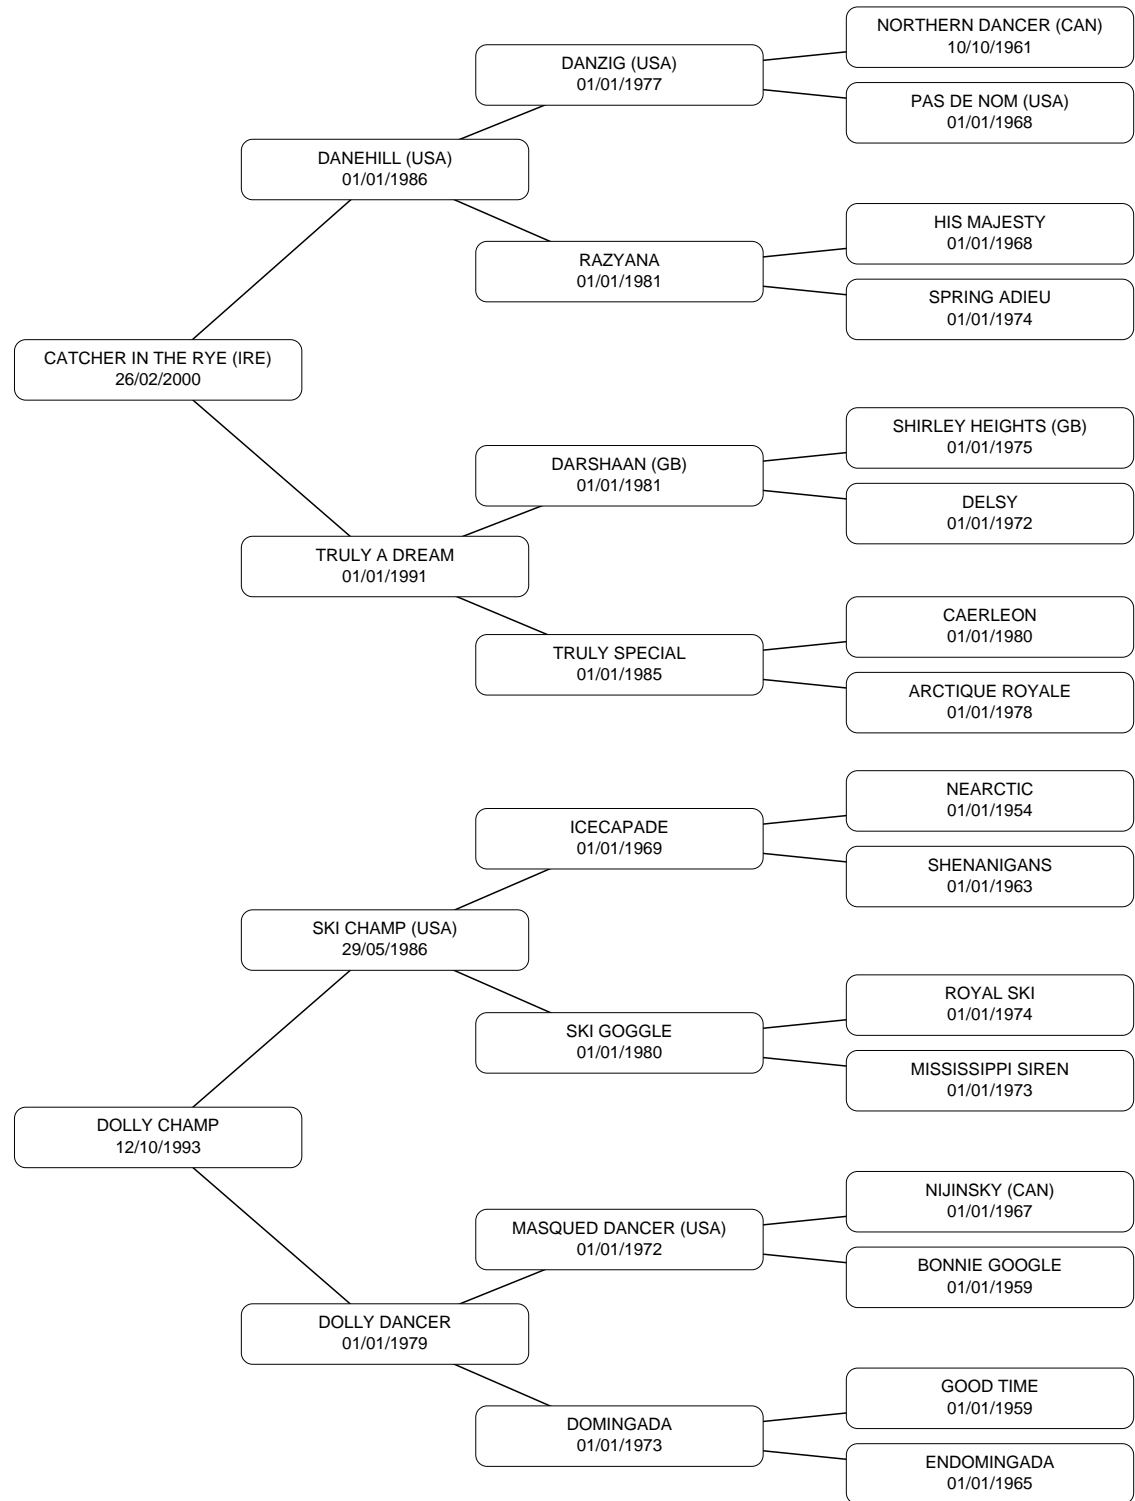 NORTHERN DANCER (CAN)
10/10/1961
DANZIG (USA)
01/01/1977
PAS DE NOM (USA)
01/01/1968
DANEHILL (USA)
01/01/1986
HIS MAJESTY
01/01/1968
RAZYANA
01/01/1981
SPRING ADIEU
01/01/1974
CATCHER IN THE RYE (IRE)
26/02/2000
SHIRLEY HEIGHTS (GB)
01/01/1975
DARSHAAN (GB)
01/01/1981
DELSY
01/01/1972
TRULY A DREAM
01/01/1991
CAERLEON
01/01/1980
TRULY SPECIAL
01/01/1985
ARCTIQUE ROYALE
01/01/1978
NEARCTIC
01/01/1954
ICECAPADE
01/01/1969
SHENANIGANS
01/01/1963
SKI CHAMP (USA)
29/05/1986
ROYAL SKI
01/01/1974
SKI GOGGLE
01/01/1980
MISSISSIPPI SIREN
01/01/1973
DOLLY CHAMP
12/10/1993
NIJINSKY (CAN)
01/01/1967
MASQUED DANCER (USA)
01/01/1972
BONNIE GOOGLE
01/01/1959
DOLLY DANCER
01/01/1979
GOOD TIME
01/01/1959
DOMINGADA
01/01/1973
ENDOMINGADA
01/01/1965